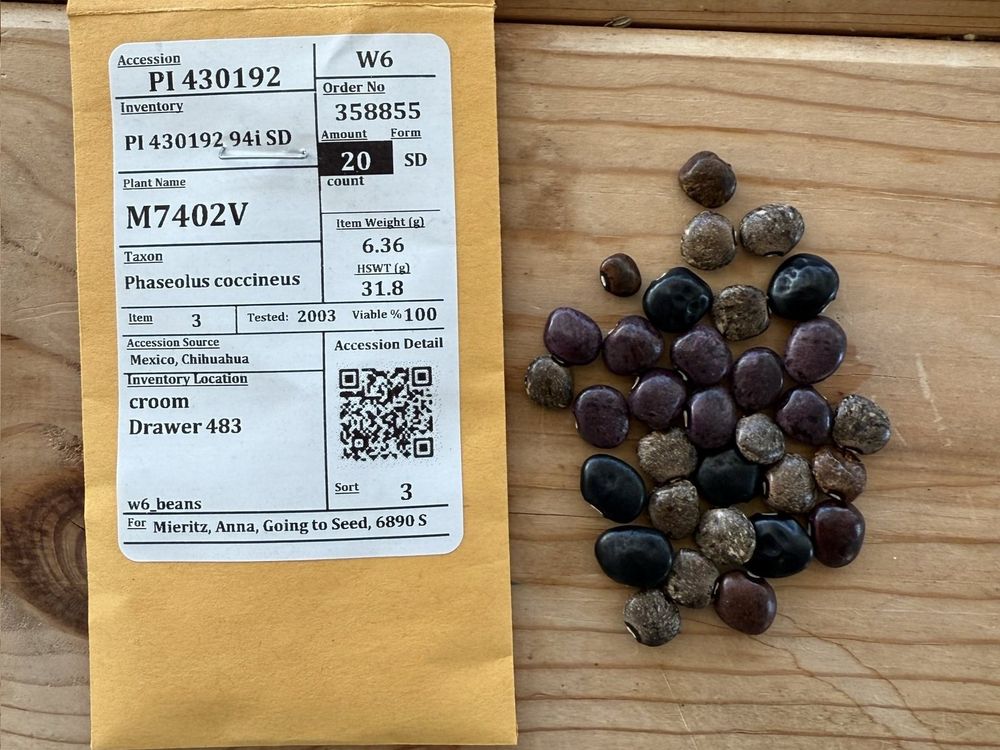 Accession
PI 430192
W6
Inventory
PI 430192 94i SD
Order No
358855
Amount Form
20 SD
count
Plant Name
M7402V
Item Weight (g)
6.36
HSWT (g)
31.8
Taxon
Phaseolus coccineus
Item 3 Tested: 2003 Viable % 100
Accession Source
Mexico, Chihuahua
Accession Detail
Inventory Location
croom
Drawer 483
Sort 3
w6_beans
For Mieritz, Anna, Going to Seed, 6890 S